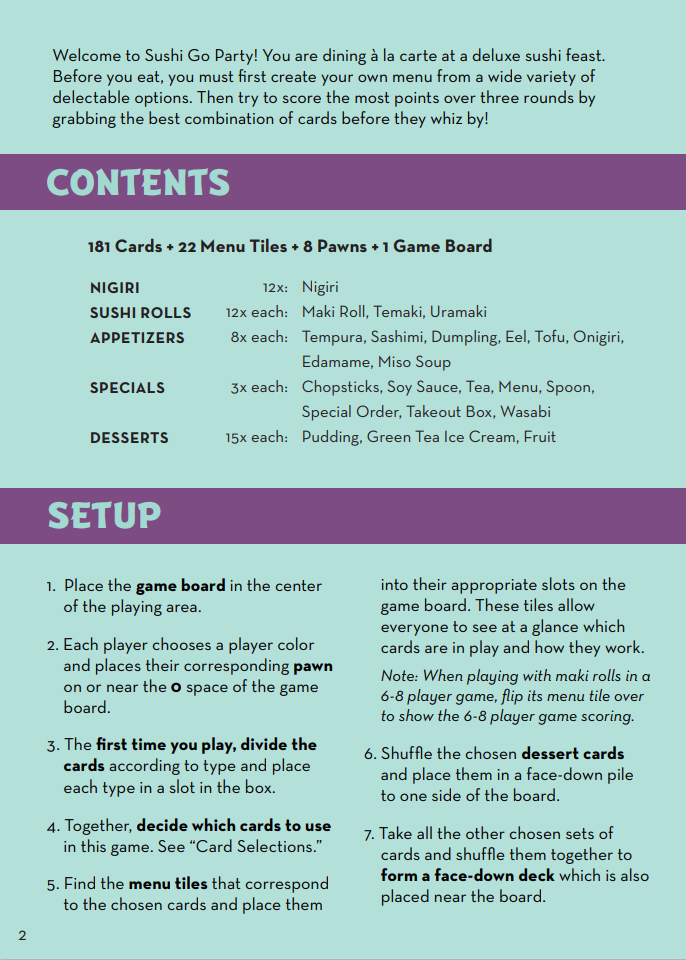 Welcome to Sushi Go Party! You are dining à la carte at a deluxe sushi feast.
Before you eat, you must first create your own menu from a wide variety of
delectable options. Then try to score the most points over three rounds by
grabbing the best combination of cards before they whiz by!
CONTENTS
181 Cards + 22 Menu Tiles + 8 Pawns + 1 Game Board
NIGIRI 12x: Nigiri
SUSHI ROLLS 12x each: Maki Roll, Temaki, Uramaki
APPETIZERS 8x each: Tempura, Sashimi, Dumpling, Eel, Tofu, Onigiri,
Edamame, Miso Soup
SPECIALS 3x each: Chopsticks, Soy Sauce, Tea, Menu, Spoon,
Special Order, Takeout Box, Wasabi
DESSERTS 15x each: Pudding, Green Tea Ice Cream, Fruit
SETUP
1. Place the game board in the center
of the playing area.
2. Each player chooses a player color
and places their corresponding pawn
on or near the 0 space of the game
board.
3. The first time you play, divide the
cards according to type and place
each type in a slot in the box.
4. Together, decide which cards to use
in this game. See “Card Selections.”
5. Find the menu tiles that correspond
to the chosen cards and place them
into their appropriate slots on the
game board. These tiles allow
everyone to see at a glance which
cards are in play and how they work.
Note: When playing with maki rolls in a
6-8 player game, flip its menu tile over
to show the 6-8 player game scoring.
6. Shuffle the chosen dessert cards
and place them in a face-down pile
to one side of the board.
7. Take all the other chosen sets of
cards and shuffle them together to
form a face-down deck which is also
placed near the board.
2